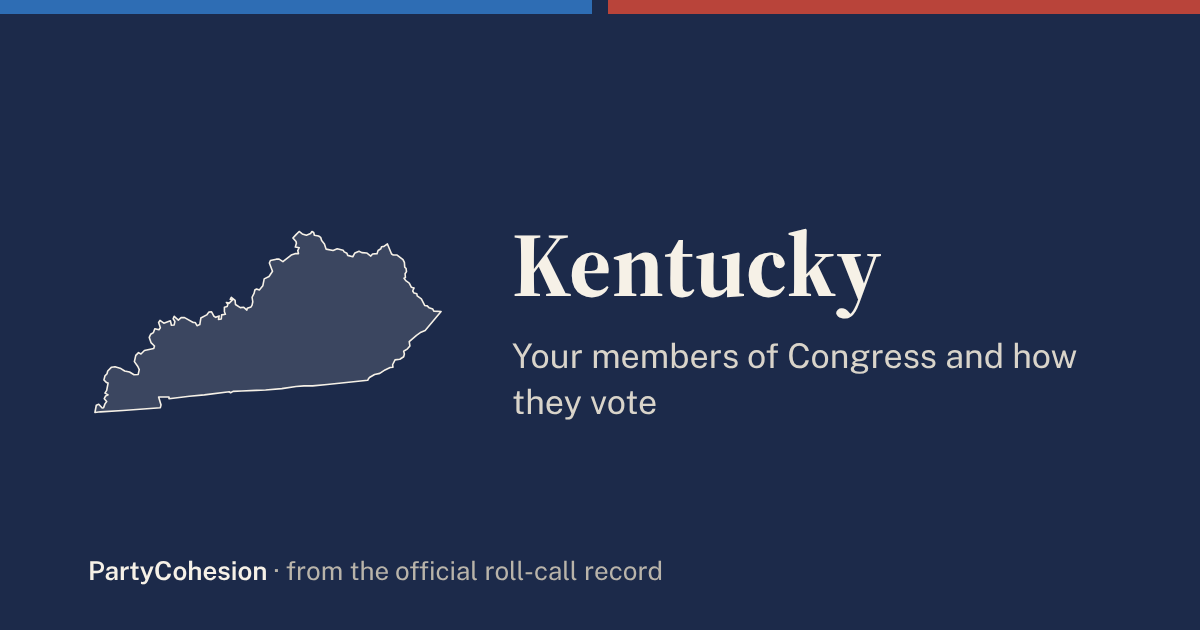 Kentucky
Your members of Congress and how
they vote
PartyCohesion · from the official roll-call record